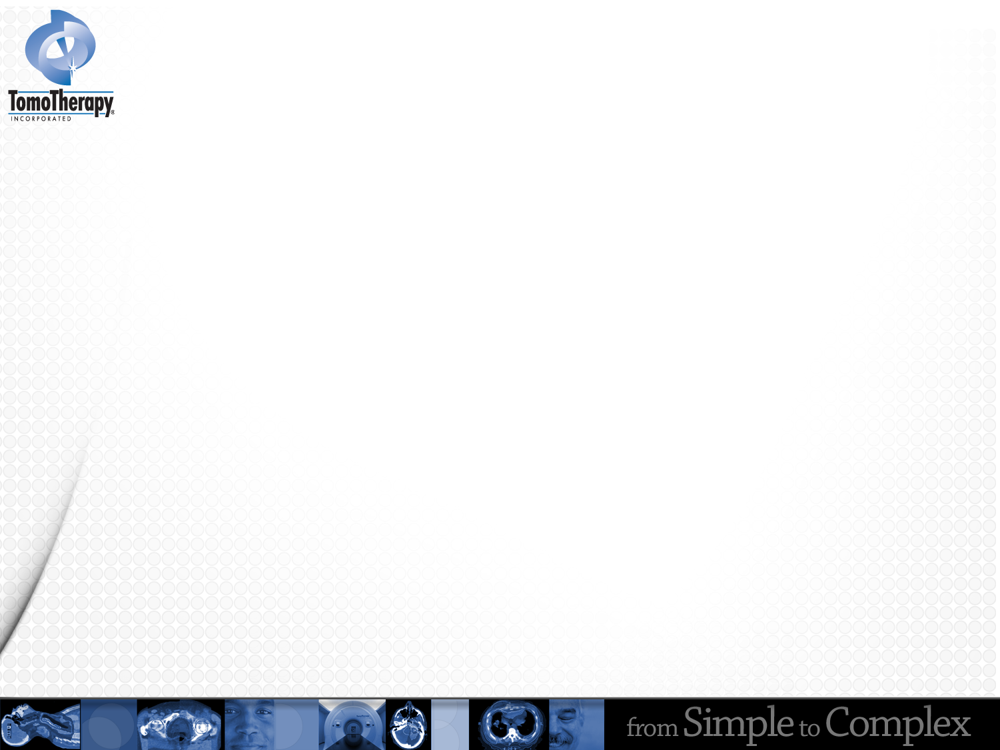 TomoTherapy®
INCORPORATED
from Simple to Complex